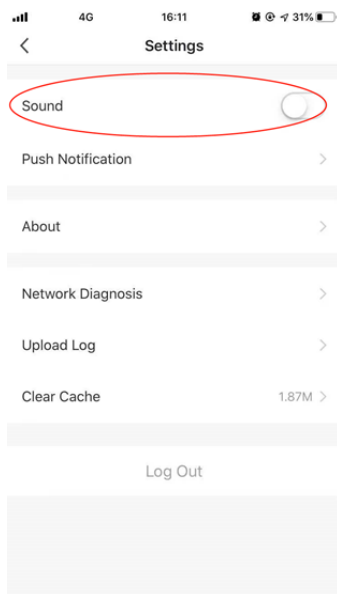 4G 16:11 31%
Settings
Sound
Push Notification
About
Network Diagnosis
Upload Log
Clear Cache 1.87M
Log Out